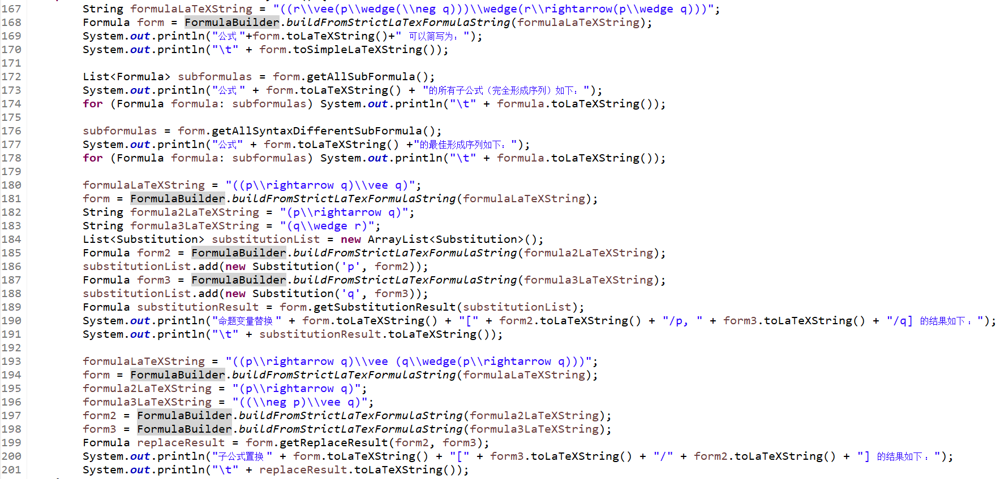 167 String formulaLaTeXString = "((r\\vee(p\\wedge(\\neg q)))\\wedge(r\\rightarrow(p\\wedge q)))";
168 Formula form = FormulaBuilder.buildFromStrictLaTexFormulaString(formulaLaTeXString);
169 System.out.println("公式"+form.toLaTeXString()+" 可以简写为：");
170 System.out.println("\t" + form.toSimpleLaTeXString());
171
172 List<Formula> subformulas = form.getAllSubFormula();
173 System.out.println("公式" + form.toLaTeXString() + "的所有子公式（完全形成序列）如下：");
174 for (Formula formula: subformulas) System.out.println("\t" + formula.toLaTeXString());
175
176 subformulas = form.getAllSyntaxDifferentSubFormula();
177 System.out.println("公式" + form.toLaTeXString() +"的最佳形成序列如下：");
178 for (Formula formula: subformulas) System.out.println("\t" + formula.toLaTeXString());
179
180 formulaLaTeXString = "((p\\rightarrow q)\\vee q)";
181 form = FormulaBuilder.buildFromStrictLaTexFormulaString(formulaLaTeXString);
182 String formula2LaTeXString = "(p\\rightarrow q)";
183 String formula3LaTeXString = "(q\\wedge r)";
184 List<Substitution> substitutionList = new ArrayList<Substitution>();
185 Formula form2 = FormulaBuilder.buildFromStrictLaTexFormulaString(formula2LaTeXString);
186 substitutionList.add(new Substitution('p', form2));
187 Formula form3 = FormulaBuilder.buildFromStrictLaTexFormulaString(formula3LaTeXString);
188 substitutionList.add(new Substitution('q', form3));
189 Formula substitutionResult = form.getSubstitutionResult(substitutionList);
190 System.out.println("命题变量替换" + form.toLaTeXString() + "[" + form2.toLaTeXString() + "/p, " + form3.toLaTeXString() + "/q] 的结果如下：");
191 System.out.println("\t" + substitutionResult.toLaTeXString());
192
193 formulaLaTeXString = "((p\\rightarrow q)\\vee (q\\wedge(p\\rightarrow q)))";
194 form = FormulaBuilder.buildFromStrictLaTexFormulaString(formulaLaTeXString);
195 formula2LaTeXString = "(p\\rightarrow q)";
196 formula3LaTeXString = "((\\neg p)\\vee q)";
197 form2 = FormulaBuilder.buildFromStrictLaTexFormulaString(formula2LaTeXString);
198 form3 = FormulaBuilder.buildFromStrictLaTexFormulaString(formula3LaTeXString);
199 Formula replaceResult = form.getReplaceResult(form2, form3);
200 System.out.println("子公式置换" + form.toLaTeXString() + "[" + form3.toLaTeXString() + "/" + form2.toLaTeXString() + "] 的结果如下：");
201 System.out.println("\t" + replaceResult.toLaTeXString());